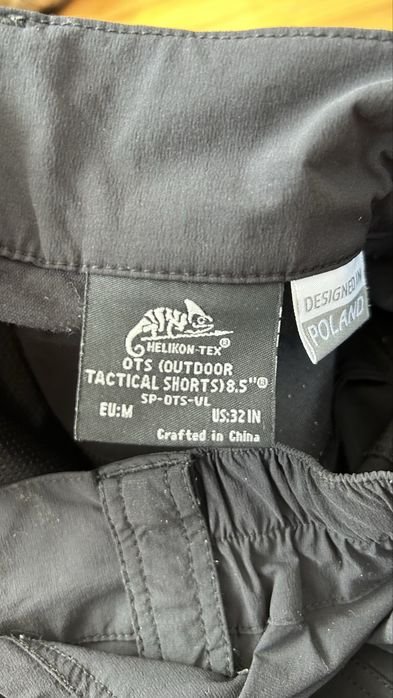 HELIKON-TEX®
OTS (OUTDOOR
TACTICAL SHORTS) 8.5"®
SP-OTS-VL
EU:M US:32IN
Crafted in China
DESIGNED IN
POLAND